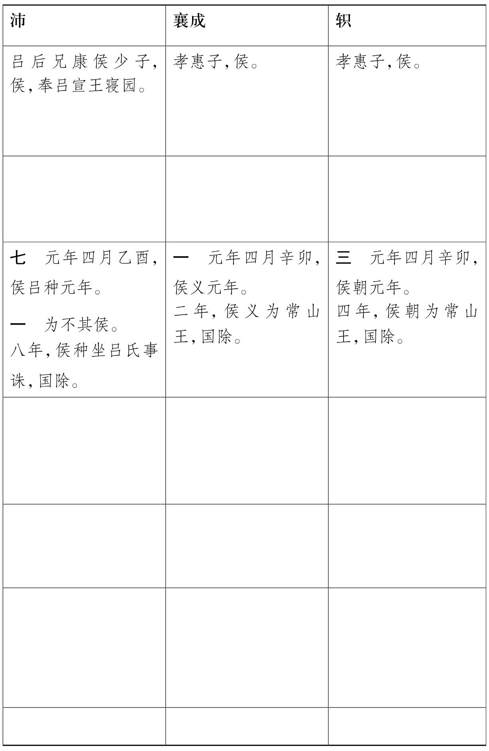 沛
襄成
轵
吕后兄康侯少子，
侯，奉吕宣王寝园。
孝惠子，侯。
孝惠子，侯。
七　元年四月乙酉，
侯吕种元年。
一　为不其侯。
八年，侯种坐吕氏事
诛，国除。
一　元年四月辛卯，
侯义元年。
二年，侯义为常山
王，国除。
三　元年四月辛卯，
侯朝元年。
四年，侯朝为常山
王，国除。